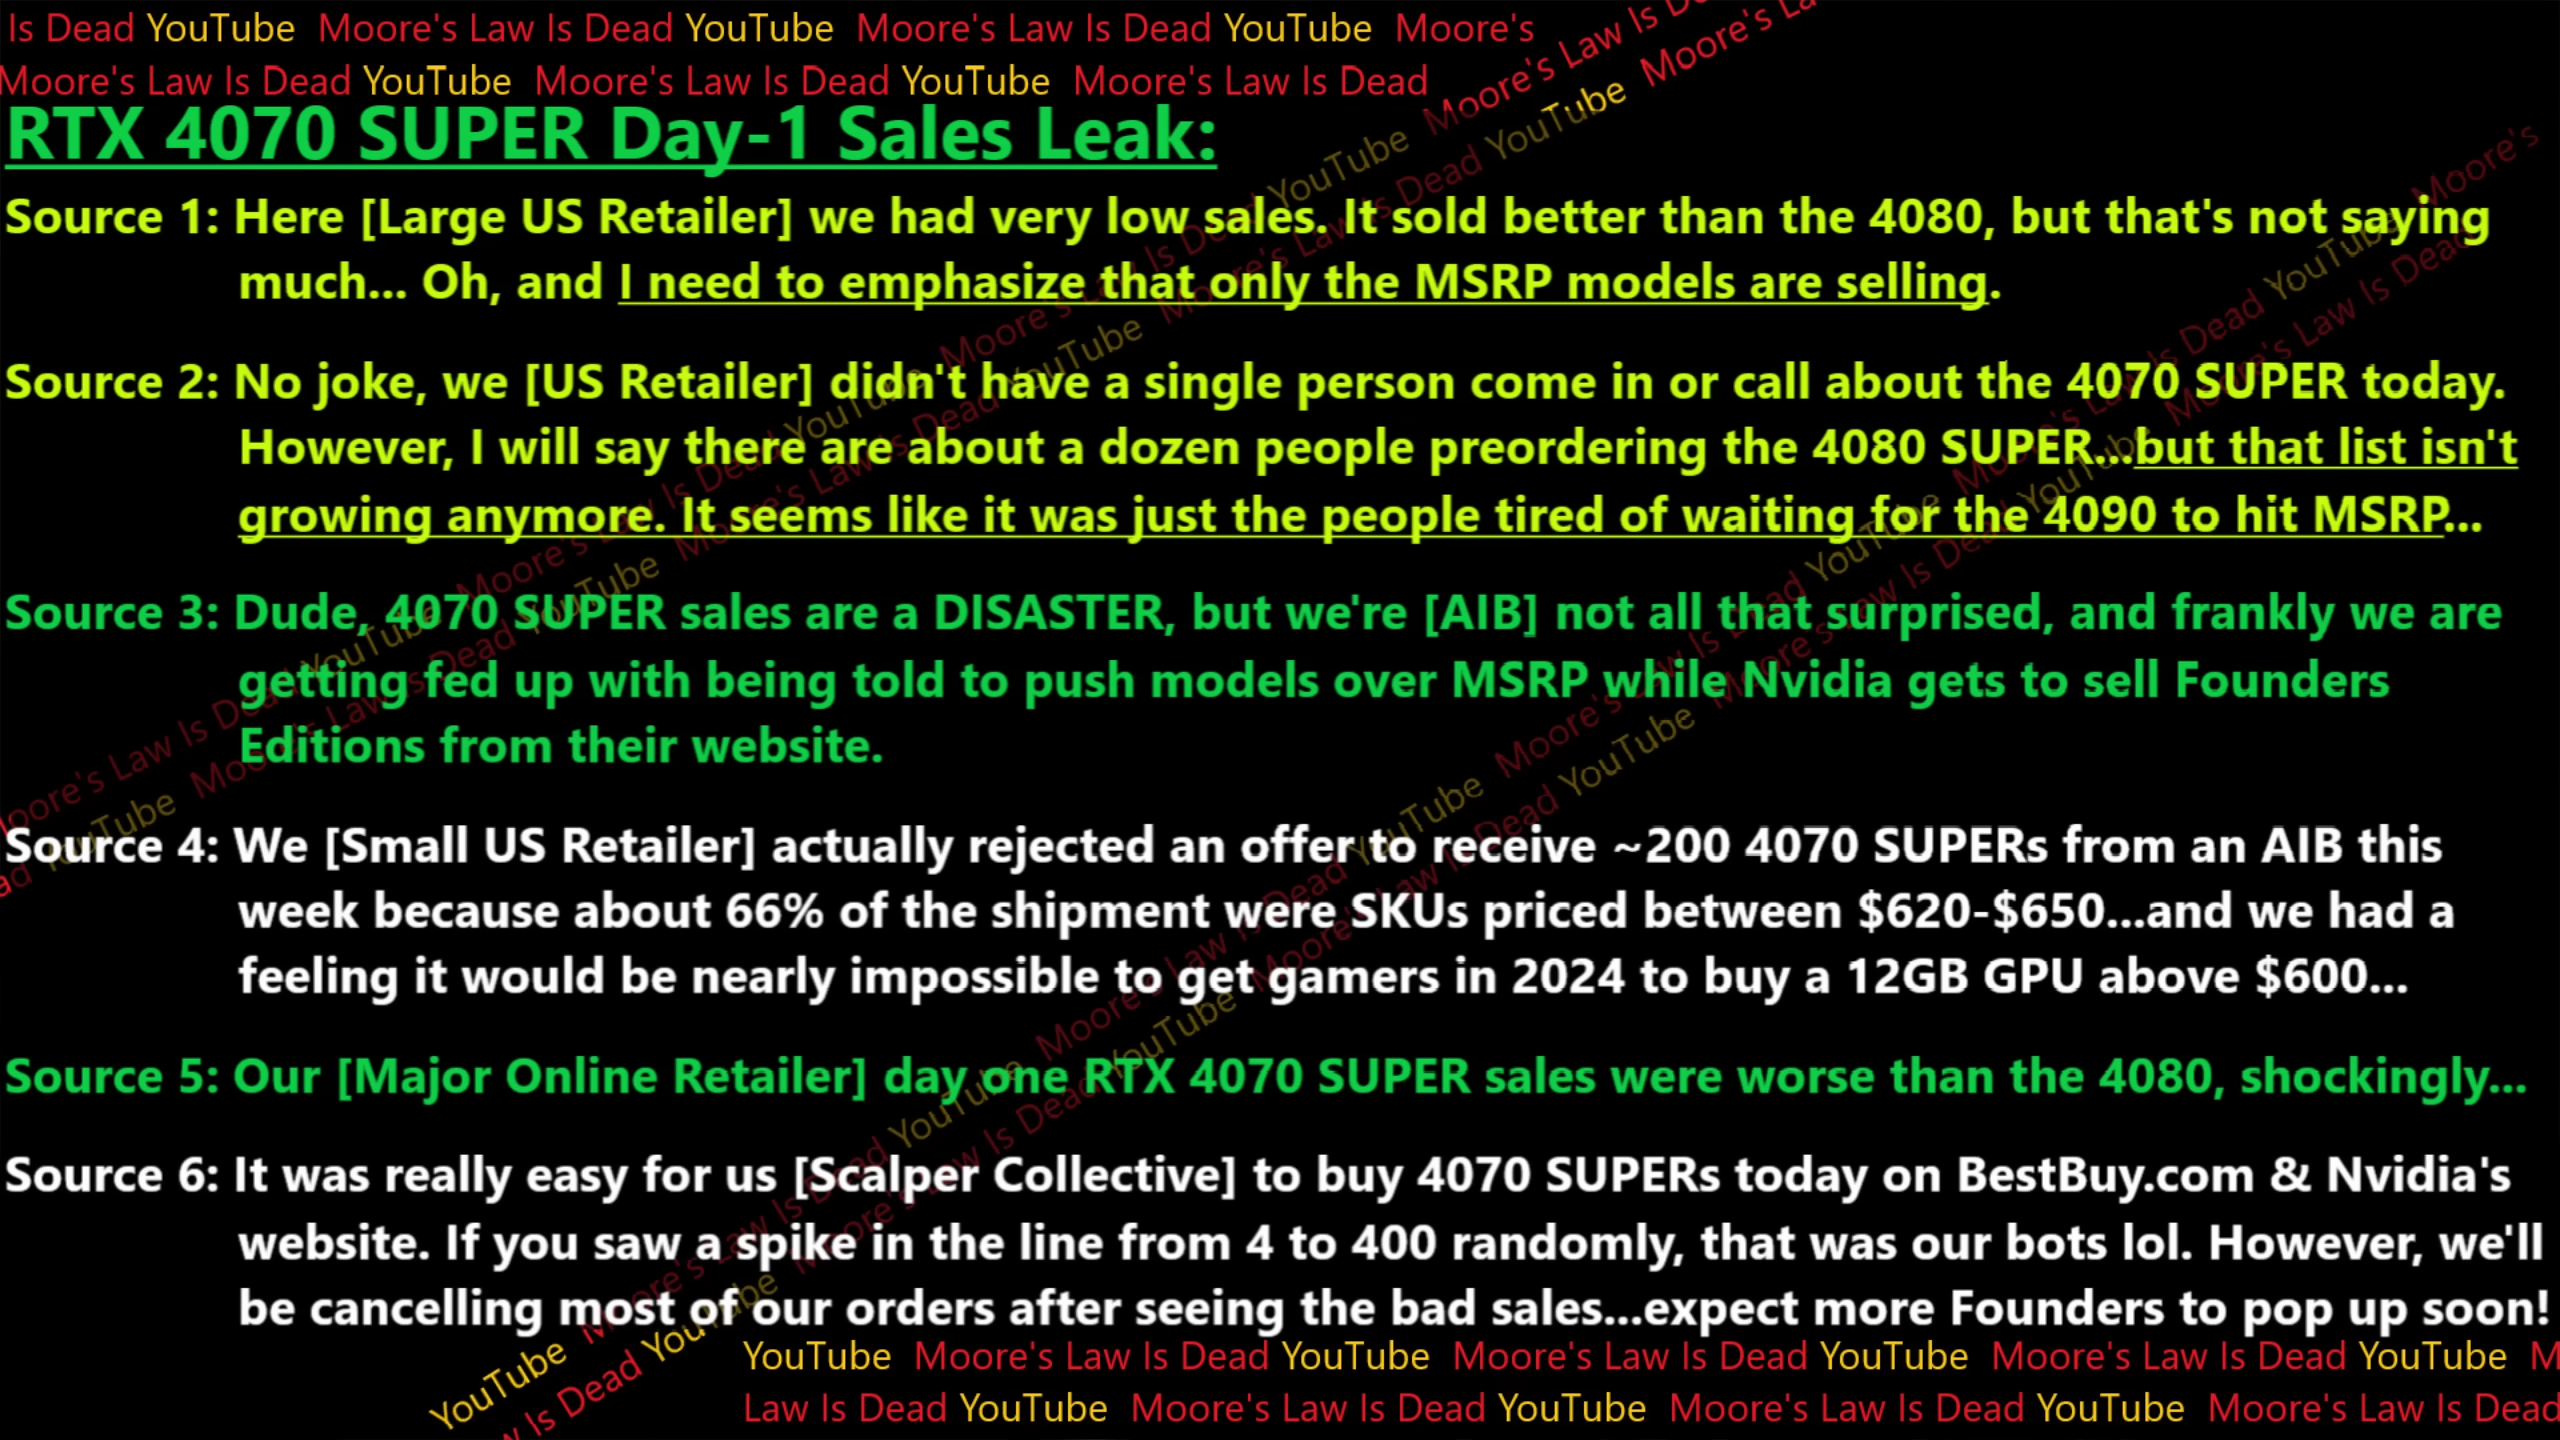 Is Dead YouTube Moore's Law Is Dead YouTube Moore's Law Is Dead YouTube Moore's
Moore's Law Is Dead YouTube Moore's Law Is Dead YouTube Moore's Law Is Dead
RTX 4070 SUPER Day-1 Sales Leak:
Source 1: Here [Large US Retailer] we had very low sales. It sold better than the 4080, but that's not saying
much... Oh, and I need to emphasize that only the MSRP models are selling.
Source 2: No joke, we [US Retailer] didn't have a single person come in or call about the 4070 SUPER today.
However, I will say there are about a dozen people preordering the 4080 SUPER...but that list isn't
growing anymore. It seems like it was just the people tired of waiting for the 4090 to hit MSRP...
Source 3: Dude, 4070 SUPER sales are a DISASTER, but we're [AIB] not all that surprised, and frankly we are
getting fed up with being told to push models over MSRP while Nvidia gets to sell Founders
Editions from their website.
Source 4: We [Small US Retailer] actually rejected an offer to receive ~200 4070 SUPERs from an AIB this
week because about 66% of the shipment were SKUs priced between $620-$650...and we had a
feeling it would be nearly impossible to get gamers in 2024 to buy a 12GB GPU above $600...
Source 5: Our [Major Online Retailer] day one RTX 4070 SUPER sales were worse than the 4080, shockingly...
Source 6: It was really easy for us [Scalper Collective] to buy 4070 SUPERs today on BestBuy.com & Nvidia's
website. If you saw a spike in the line from 4 to 400 randomly, that was our bots lol. However, we'll
be cancelling most of our orders after seeing the bad sales...expect more Founders to pop up soon!
YouTube Moore's Law Is Dead YouTube Moore's Law Is Dead YouTube Moore's Law Is Dead YouTube M
Law Is Dead YouTube Moore's Law Is Dead YouTube Moore's Law Is Dead YouTube Moore's Law Is Dead